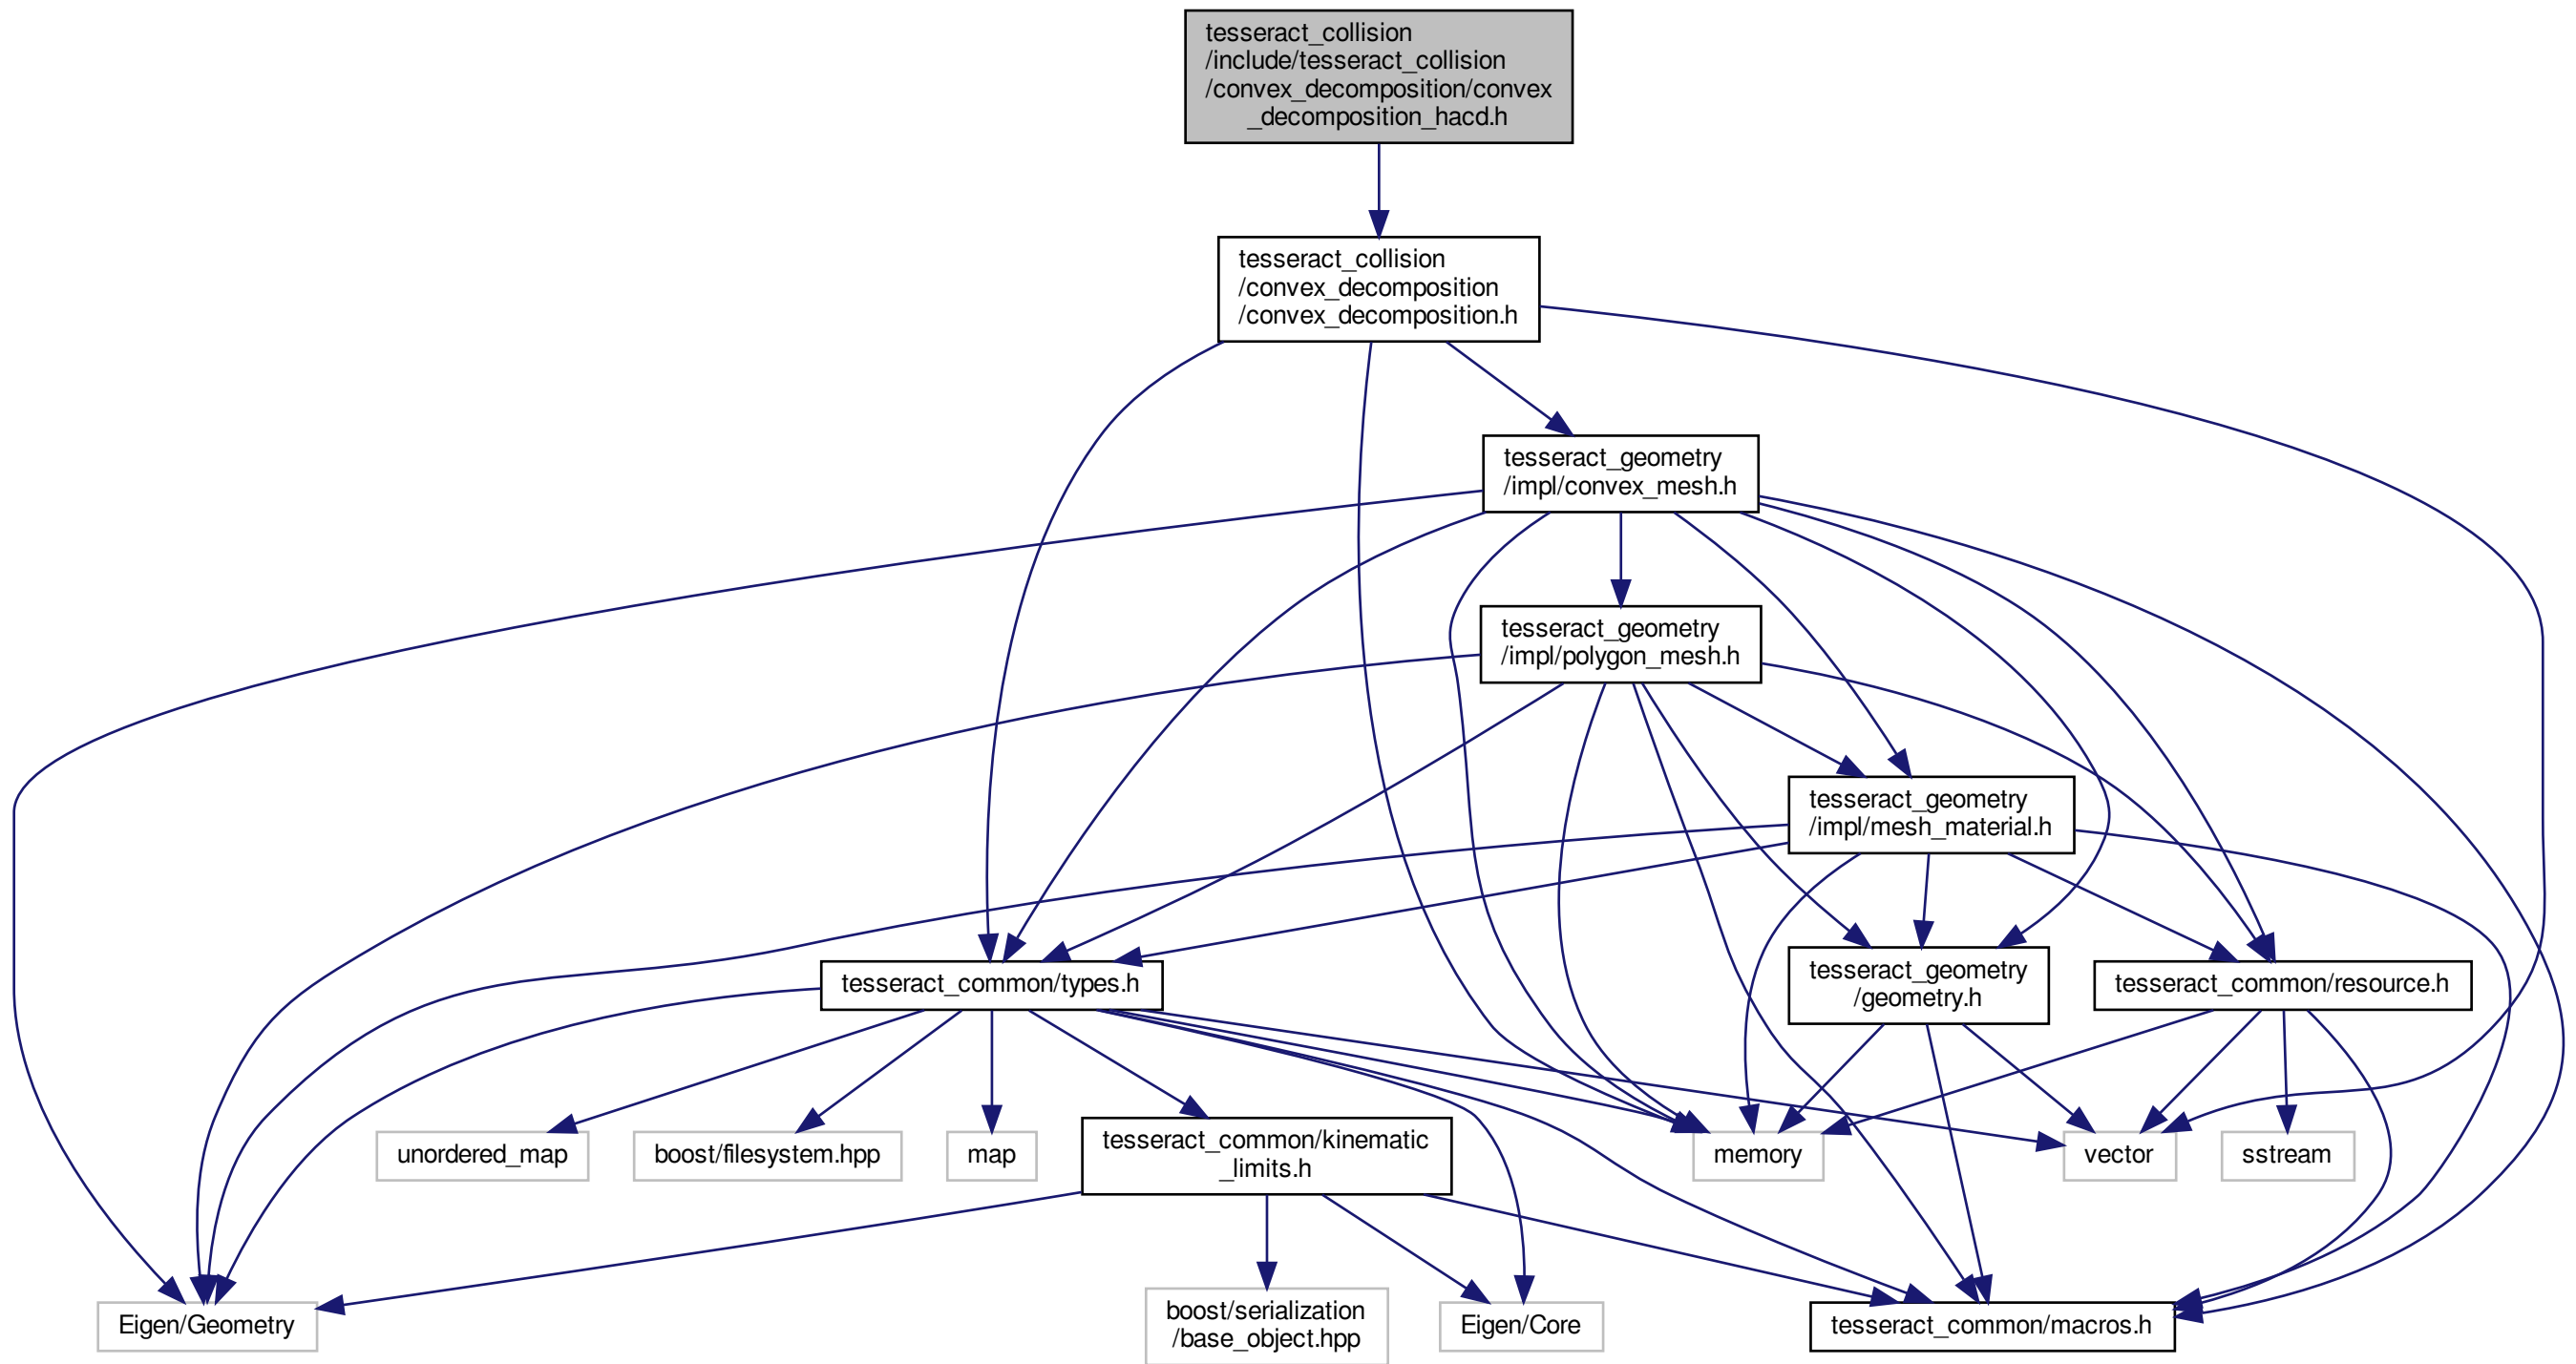 tesseract_collision
/include/tesseract_collision
/convex_decomposition/convex
_decomposition_hacd.h
tesseract_collision
/convex_decomposition
/convex_decomposition.h
tesseract_geometry
/impl/convex_mesh.h
tesseract_geometry
/impl/polygon_mesh.h
tesseract_geometry
/impl/mesh_material.h
tesseract_common/types.h
tesseract_geometry
/geometry.h
tesseract_common/resource.h
unordered_map
boost/filesystem.hpp
map
tesseract_common/kinematic
_limits.h
memory
vector
sstream
Eigen/Geometry
boost/serialization
/base_object.hpp
Eigen/Core
tesseract_common/macros.h